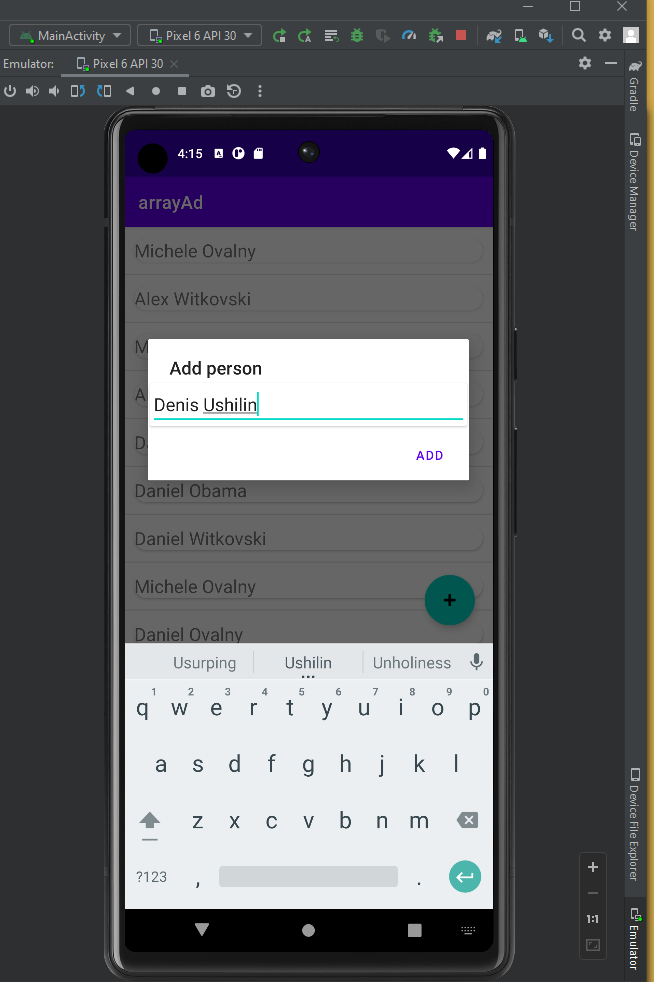 MainActivity
Pixel 6 API 30
Emulator:
Pixel 6 API 30
Gradle
Device Manager
4:15
arrayAd
Michele Ovalny
Alex Witkovski
M
Add person
A
Denis Ushilin
Da
ADD
Daniel Obama
Daniel Witkovski
Michele Ovalny
+
Daniel Ovalny
Usurping Ushilin Unholiness
1 2 3 4 5 6 7 8 9 0
q w e r t y u i o p
a s d f g h j k l
z x c v b n m
?123 , .
Device File Explorer
1:1
Emulator